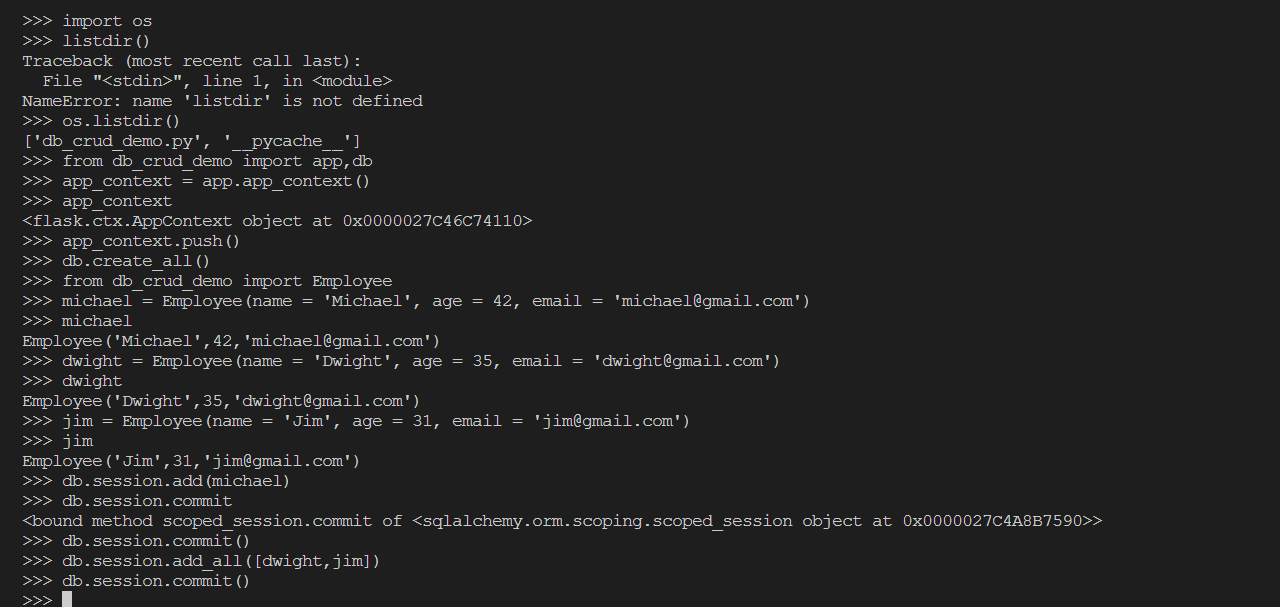 >>> import os
>>> listdir()
Traceback (most recent call last):
  File "<stdin>", line 1, in <module>
NameError: name 'listdir' is not defined
>>> os.listdir()
['db_crud_demo.py', '__pycache__']
>>> from db_crud_demo import app,db
>>> app_context = app.app_context()
>>> app_context
<flask.ctx.AppContext object at 0x0000027C46C74110>
>>> app_context.push()
>>> db.create_all()
>>> from db_crud_demo import Employee
>>> michael = Employee(name = 'Michael', age = 42, email = 'michael@gmail.com')
>>> michael
Employee('Michael',42,'michael@gmail.com')
>>> dwight = Employee(name = 'Dwight', age = 35, email = 'dwight@gmail.com')
>>> dwight
Employee('Dwight',35,'dwight@gmail.com')
>>> jim = Employee(name = 'Jim', age = 31, email = 'jim@gmail.com')
>>> jim
Employee('Jim',31,'jim@gmail.com')
>>> db.session.add(michael)
>>> db.session.commit
<bound method scoped_session.commit of <sqlalchemy.orm.scoping.scoped_session object at 0x0000027C4A8B7590>>
>>> db.session.commit()
>>> db.session.add_all([dwight,jim])
>>> db.session.commit()
>>>